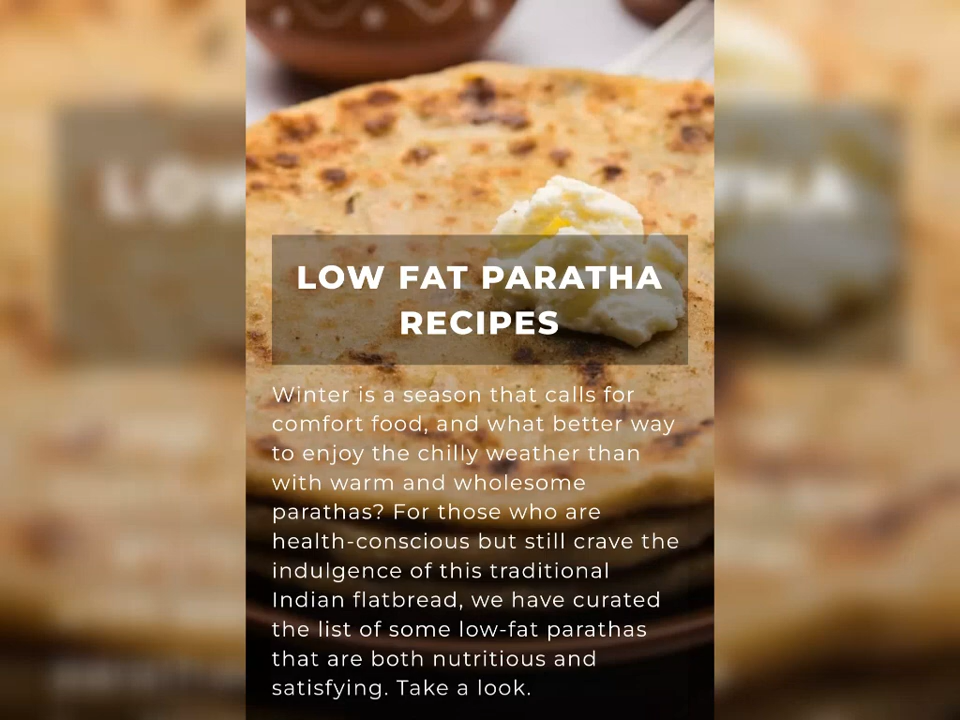 LOW FAT PARATHA
RECIPES
Winter is a season that calls for
comfort food, and what better way
to enjoy the chilly weather than
with warm and wholesome
parathas? For those who are
health-conscious but still crave the
indulgence of this traditional
Indian flatbread, we have curated
the list of some low-fat parathas
that are both nutritious and
satisfying. Take a look.